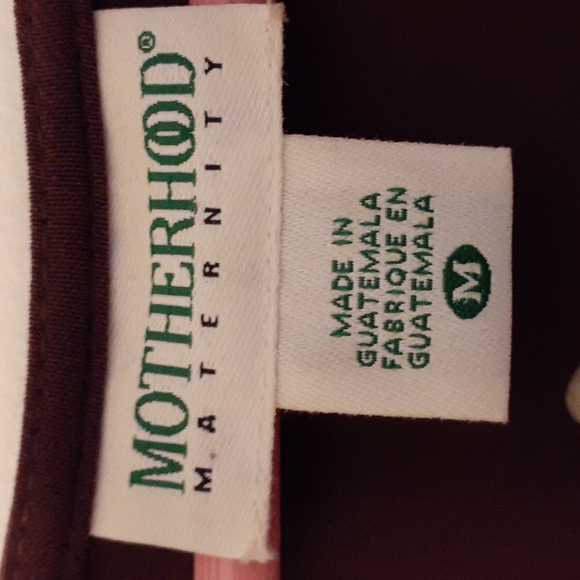 MOTHERHOOD®
MATERNITY
MADE IN
GUATEMALA
FABRIQUE EN
GUATEMALA
M